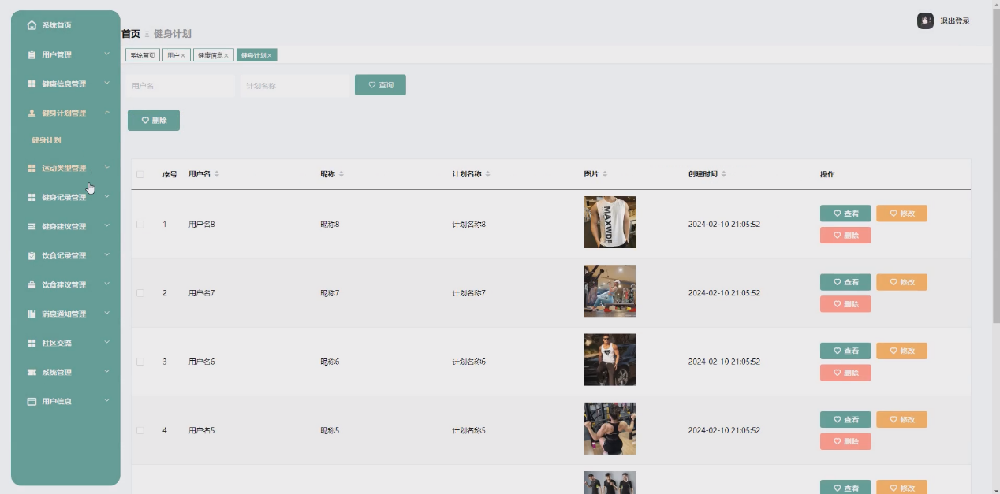 系统首页
用户管理
健康信息管理
健身计划管理
健身计划
运动类型管理
健身记录管理
健身建议管理
饮食记录管理
饮食建议管理
消息通知管理
社区交流
系统管理
用户信息
退出登录
首页 健身计划
系统首页 用户× 健康信息× 健身计划×
用户名 计划名称 查询
删除
序号 用户名 昵称 计划名称 图片 创建时间 操作
MAXWDF
1 用户名8 昵称8 计划名称8 2024-02-10 21:05:52 查看 修改
删除
2 用户名7 昵称7 计划名称7 2024-02-10 21:05:52 查看 修改
删除
3 用户名6 昵称6 计划名称6 2024-02-10 21:05:52 查看 修改
删除
4 用户名5 昵称5 计划名称5 2024-02-10 21:05:52 查看 修改
删除
查看 修改